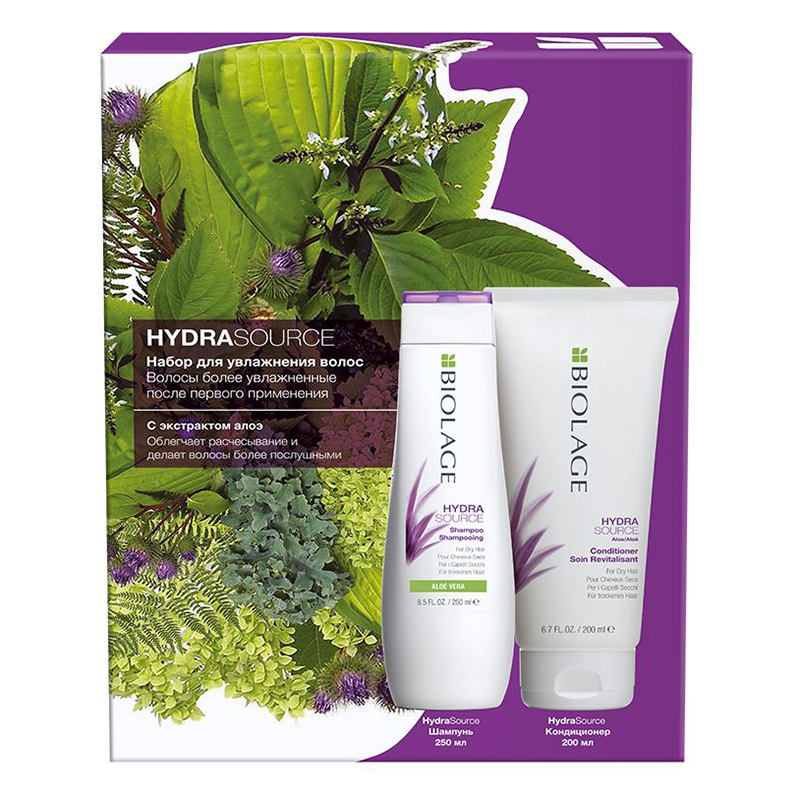 HYDRASOURCE
Набор для увлажнения волос
Волосы более увлажненные
после первого применения
С экстрактом алоэ
Облегчает расчесывание и
делает волосы более послушными
BIOLAGE
HYDRA
SOURCE
Shampoo
Shampooing
For Dry Hair
Pour Cheveux Secs
Per i Capelli Secchi
Für trockenes Haar
ALOE VERA
8.5 FL. OZ. / 250 ml ℮
HydraSource
Шампунь
250 мл
BIOLAGE
HYDRA
SOURCE
Aloe/Aloé
Conditioner
Soin Revitalisant
For Dry Hair
Pour Cheveux Secs
Per i Capelli Secchi
Für trockenes Haar
6.7 FL. OZ. / 200 ml ℮
HydraSource
Кондиционер
200 мл